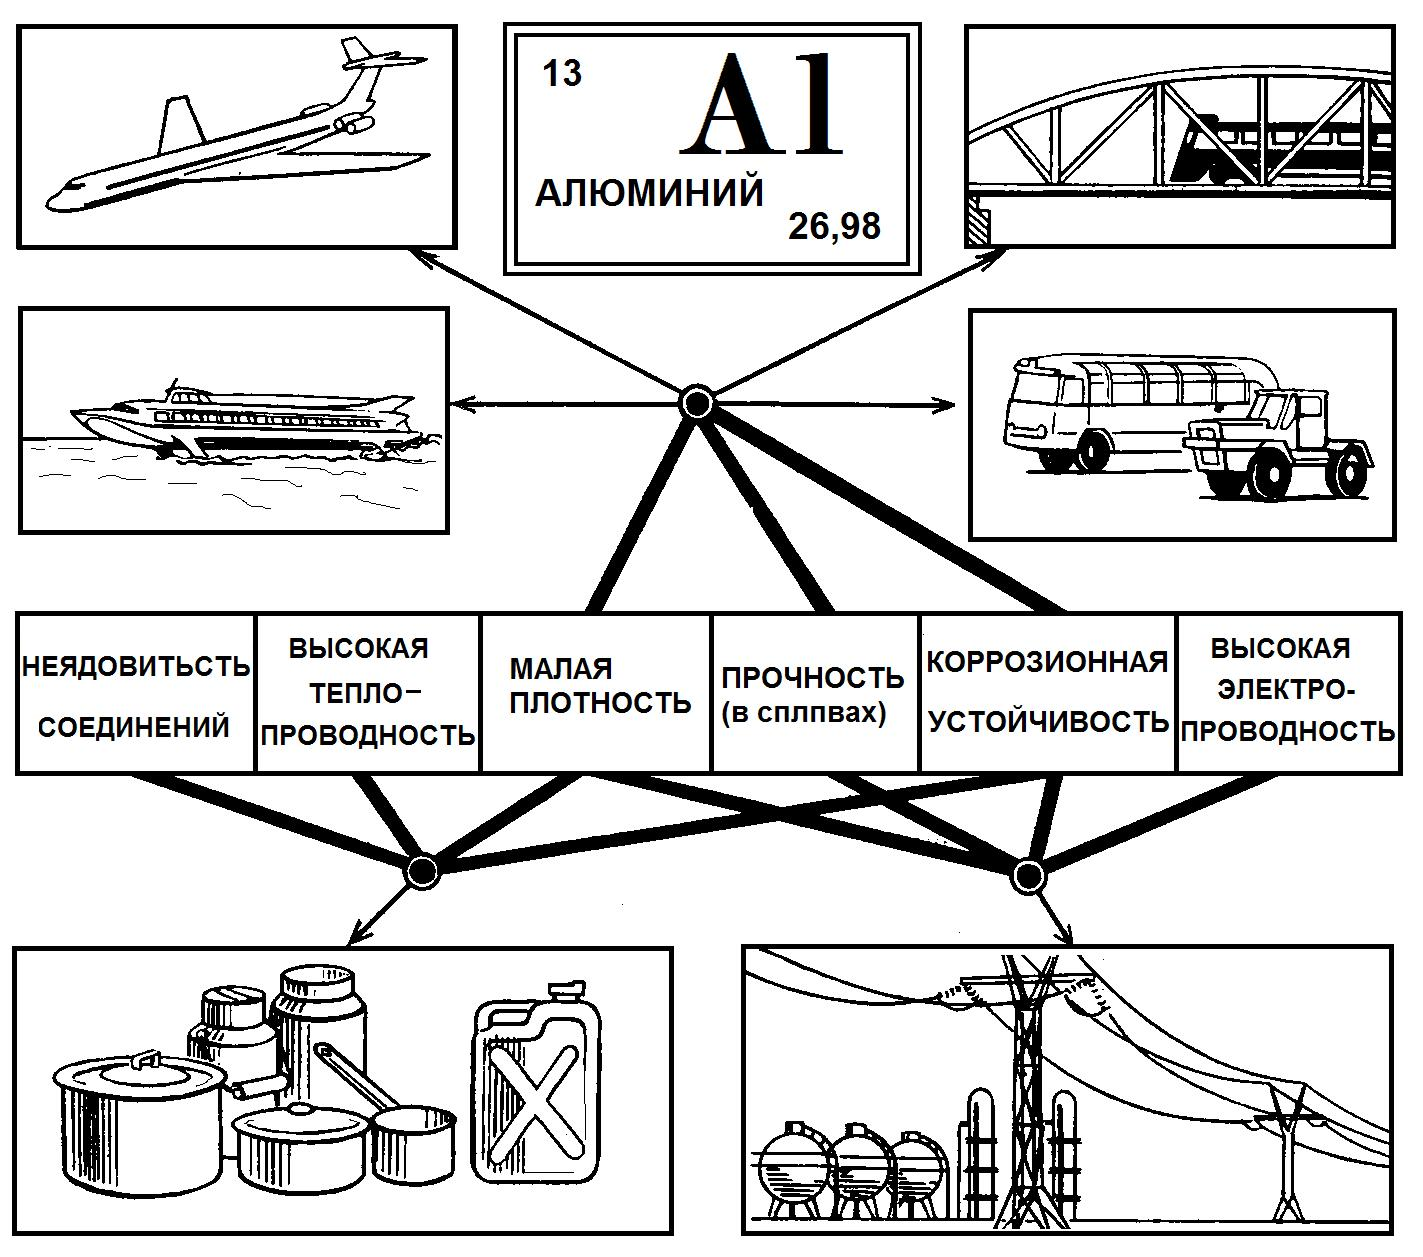 13
Al
АЛЮМИНИЙ
26,98
НЕЯДОВИТЬСТЬ
СОЕДИНЕНИЙ
ВЫСОКАЯ
ТЕПЛО–
ПРОВОДНОСТЬ
МАЛАЯ
ПЛОТНОСТЬ
ПРОЧНОСТЬ
(в сплпвах)
КОРРОЗИОННАЯ
УСТОЙЧИВОСТЬ
ВЫСОКАЯ
ЭЛЕКТРО-
ПРОВОДНОСТЬ